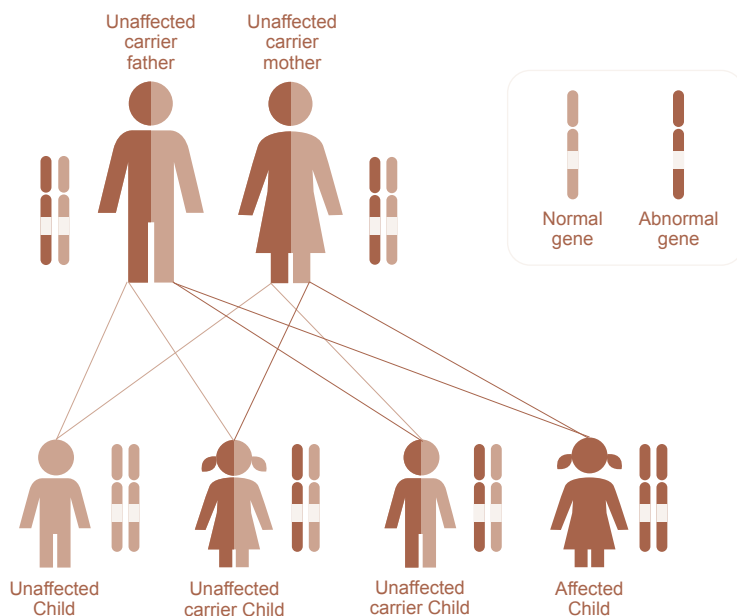 Unaffected
carrier
father
Unaffected
carrier
mother
Normal
gene
Abnormal
gene
Unaffected
Child
Unaffected
carrier Child
Unaffected
carrier Child
Affected
Child